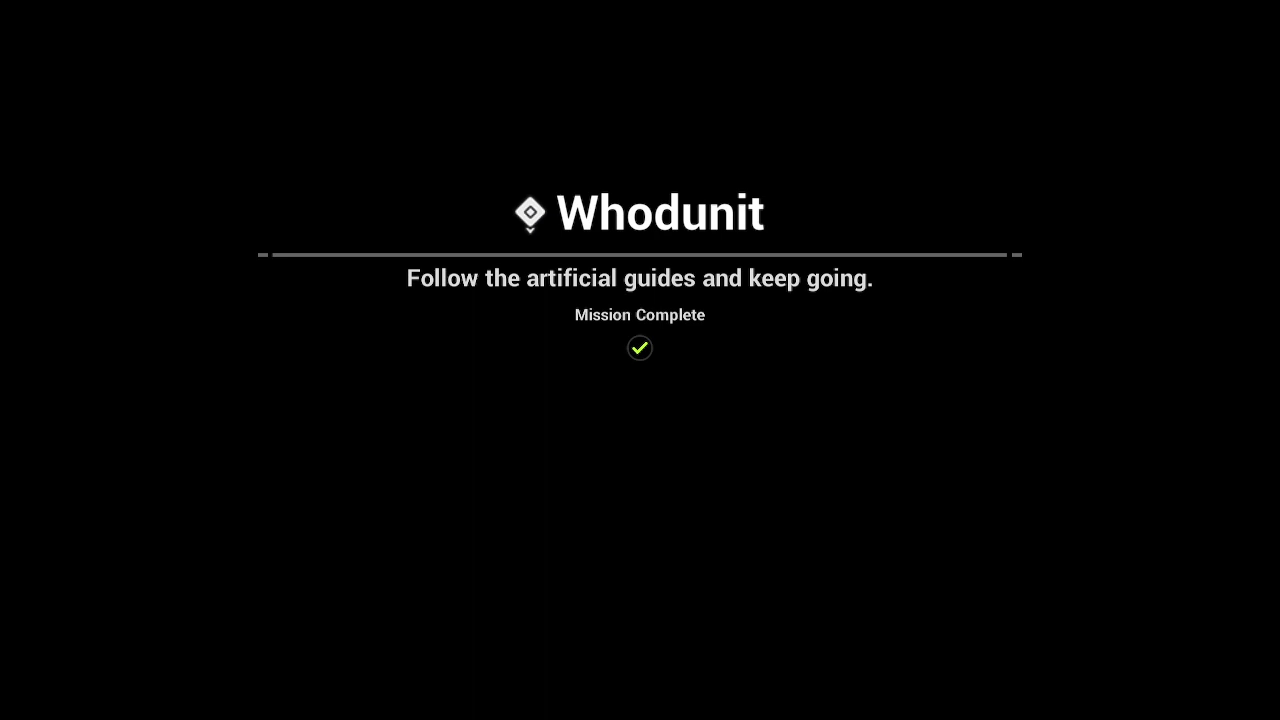 Whodunit
Follow the artificial guides and keep going.
Mission Complete